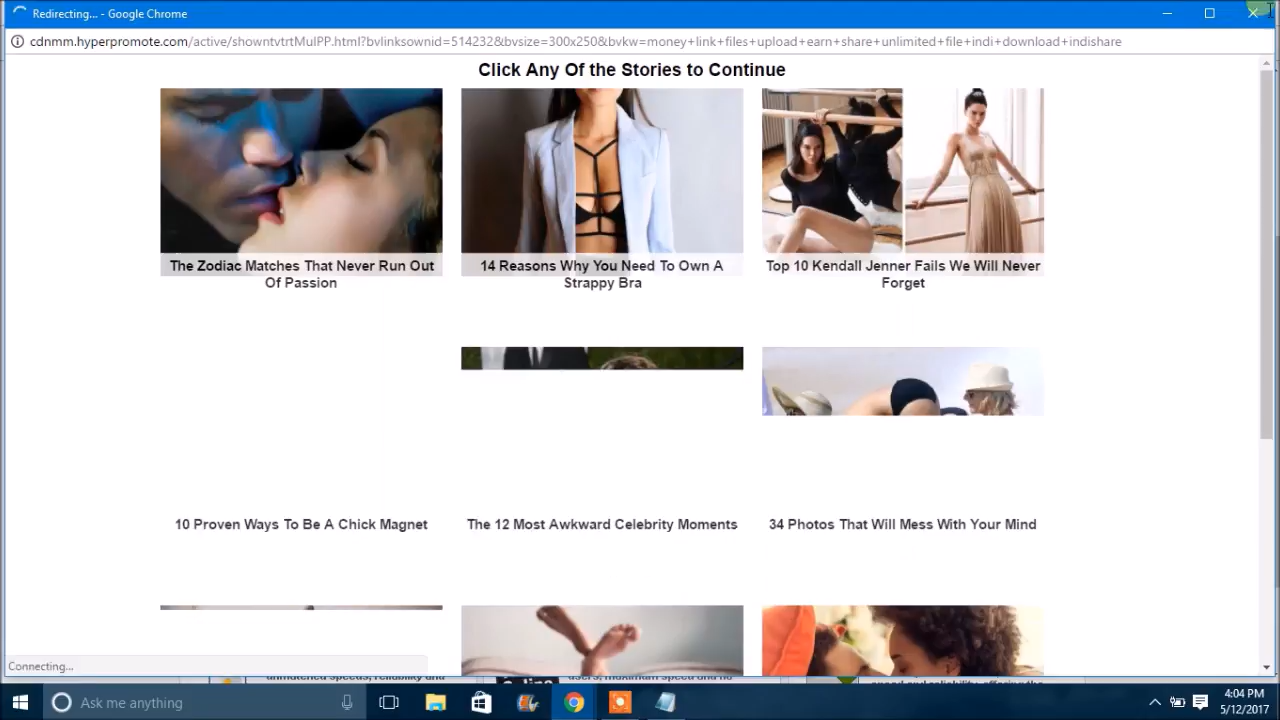 Redirecting... - Google Chrome
cdnmm.hyperpromote.com/active/showntvtrtMulPP.html?bvlinksownid=514232&bvsize=300x250&bvkw=money+link+files+upload+earn+share+unlimited+file+indi+download+indishare
Click Any Of the Stories to Continue
The Zodiac Matches That Never Run Out
Of Passion
14 Reasons Why You Need To Own A
Strappy Bra
Top 10 Kendall Jenner Fails We Will Never
Forget
10 Proven Ways To Be A Chick Magnet
The 12 Most Awkward Celebrity Moments
34 Photos That Will Mess With Your Mind
Connecting...
Ask me anything
4:04 PM
5/12/2017